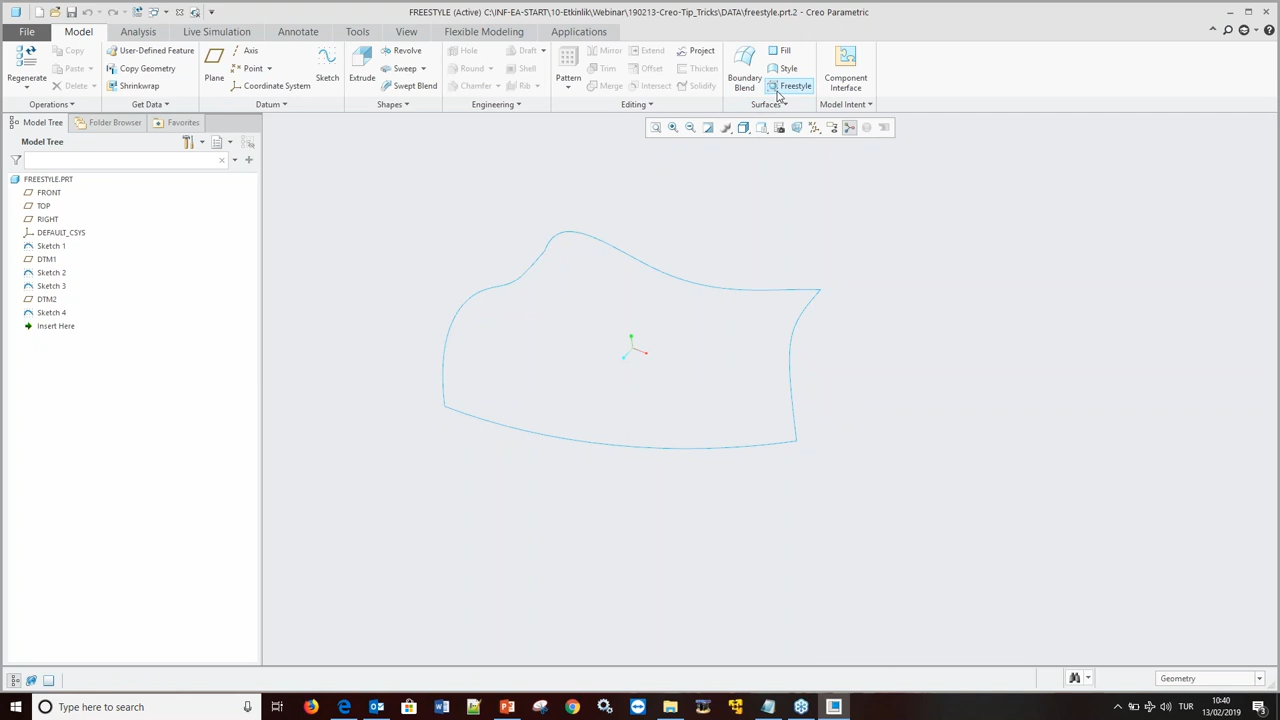 FREESTYLE (Active) C:\INF-EA-START\10-Etkinlik\Webinar\190213-Creo-Tip_Tricks\DATA\freestyle.prt.2 - Creo Parametric
File Model Analysis Live Simulation Annotate Tools View Flexible Modeling Applications
Copy User-Defined Feature Axis Revolve Hole Draft Mirror Extend Project Fill
Paste Copy Geometry Point Sweep Round Shell Trim Offset Thicken Style
Delete Shrinkwrap Coordinate System Swept Blend Chamfer Rib Merge Intersect Solidify Freestyle
Regenerate Plane Sketch Extrude Pattern Boundary Blend Component Interface
Operations Get Data Datum Shapes Engineering Editing Surfaces Model Intent
Model Tree Folder Browser Favorites
Model Tree
FREESTYLE.PRT
FRONT
TOP
RIGHT
DEFAULT_CSYS
Sketch 1
DTM1
Sketch 2
Sketch 3
DTM2
Sketch 4
Insert Here
Geometry
Type here to search
TUR
10:40
13/02/2019